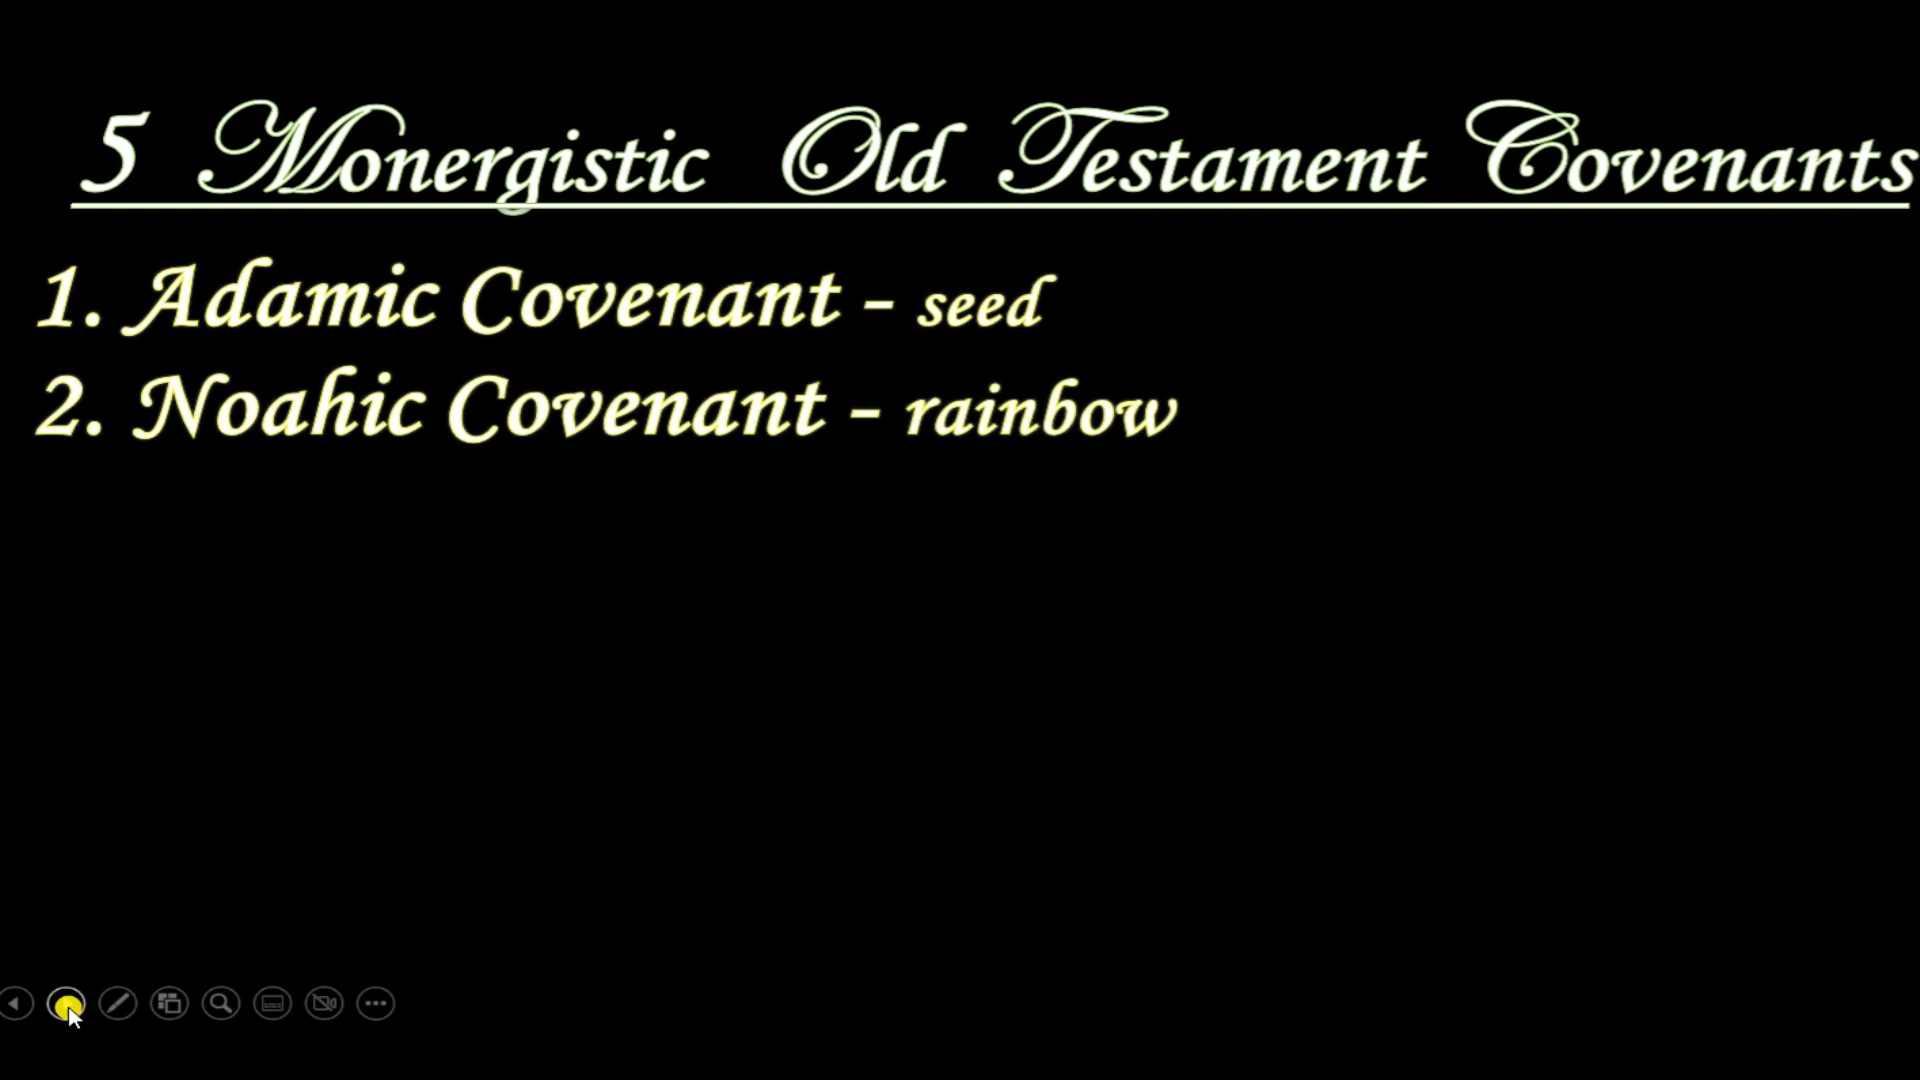 5 Monergistic Old Testament Covenants
1. Adamic Covenant – seed
2. Noahic Covenant – rainbow